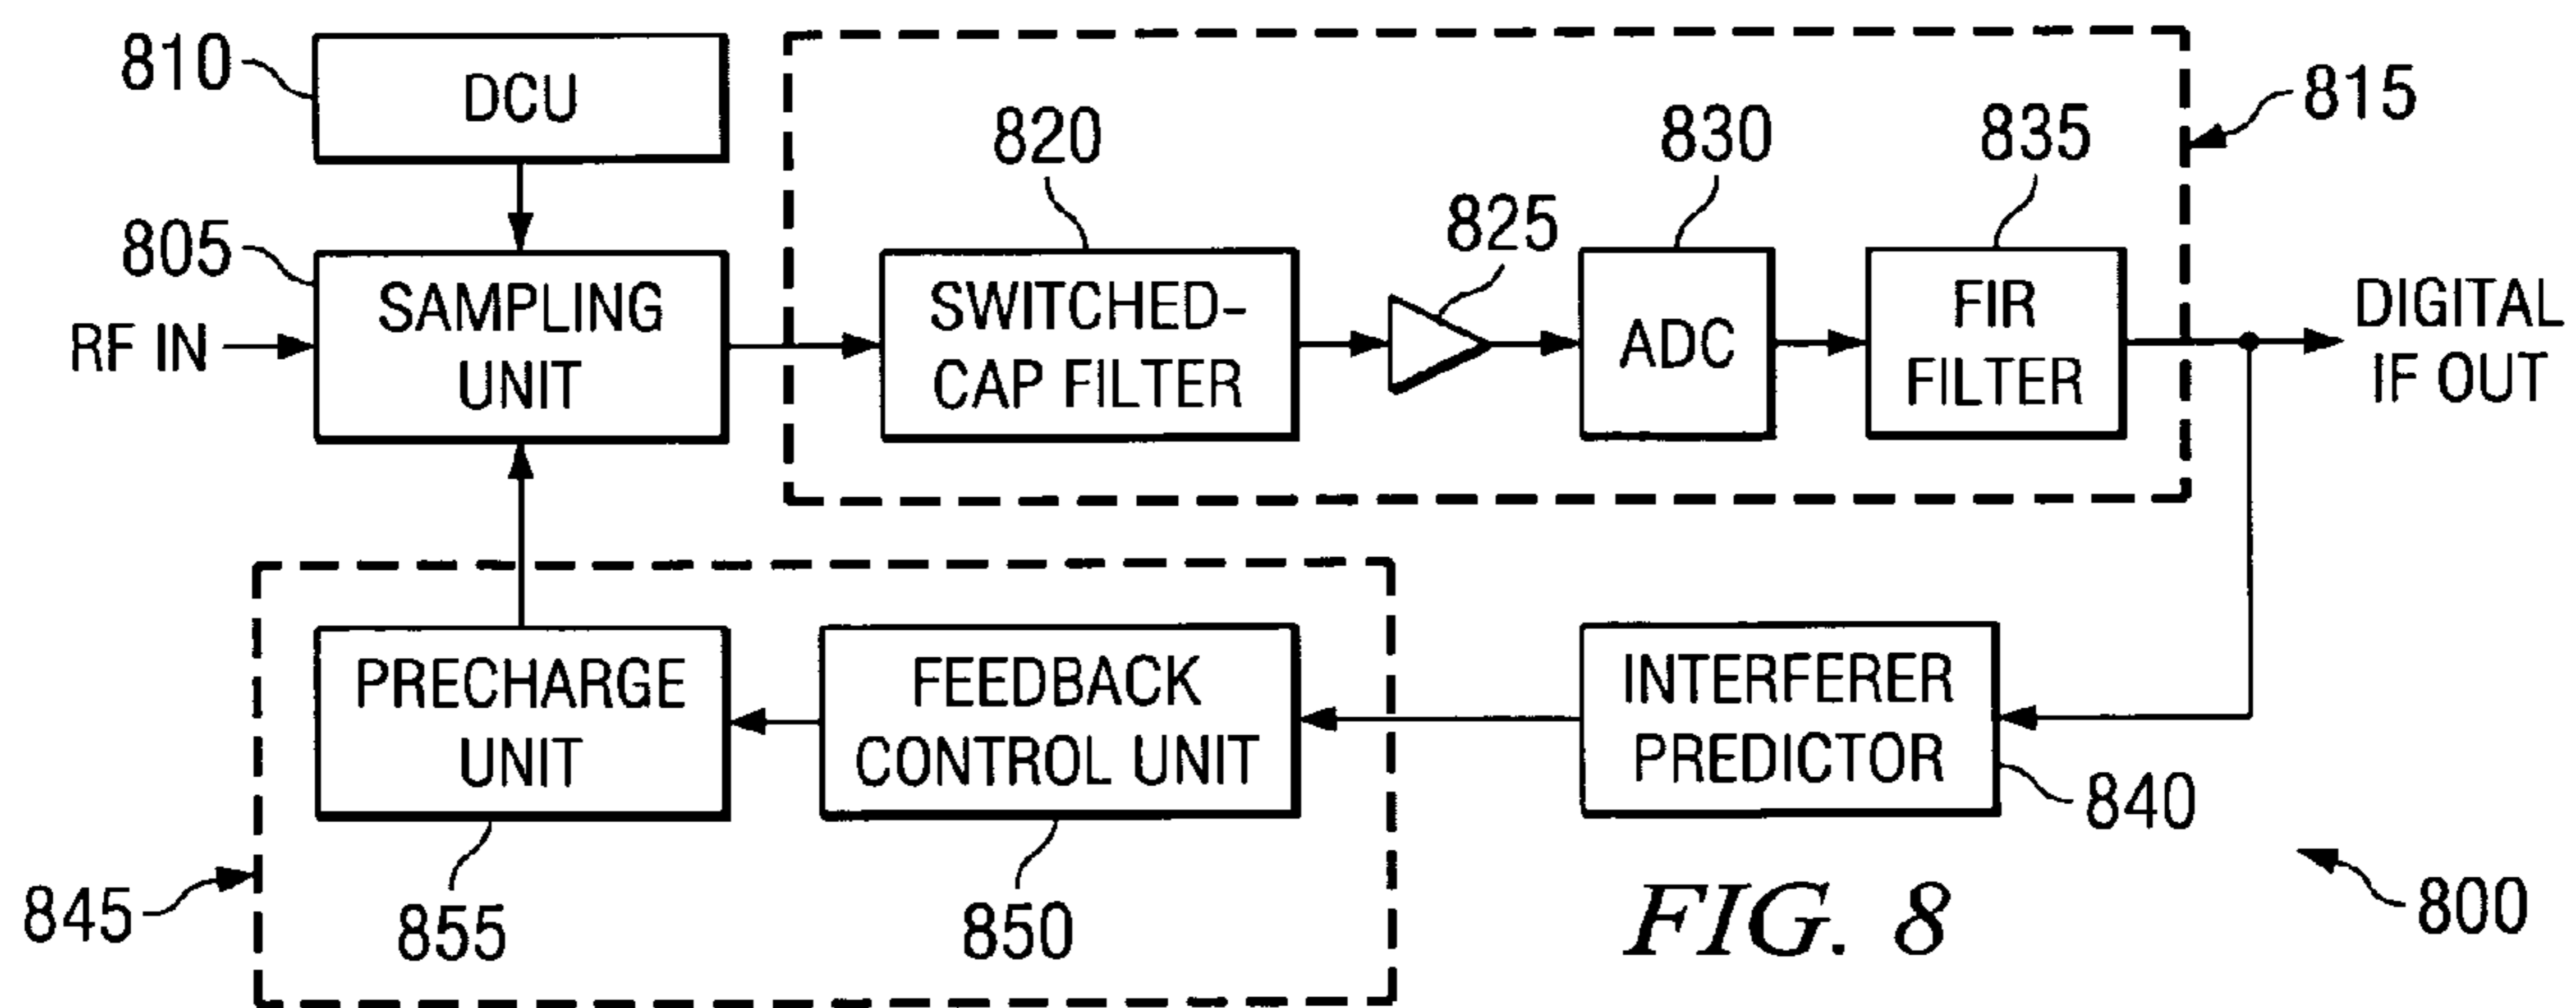 810
DCU
815
820
830
835
825
805
SAMPLING
UNIT
RF IN
SWITCHED-
CAP FILTER
ADC
FIR
FILTER
DIGITAL
IF OUT
PRECHARGE
UNIT
FEEDBACK
CONTROL UNIT
INTERFERER
PREDICTOR
840
845
855
850
FIG. 8
800